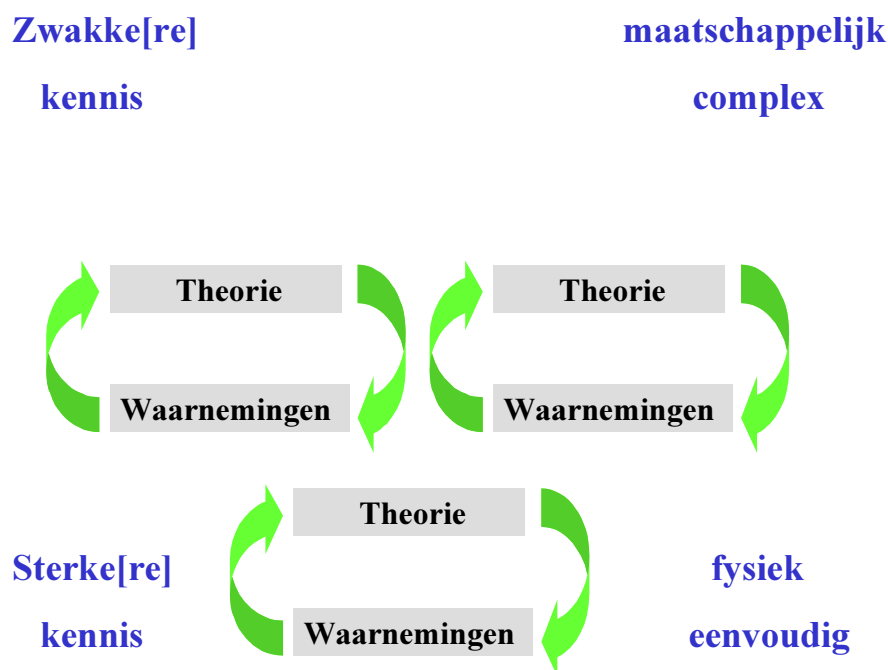 Zwakke[re] maatschappelijk
kennis complex
Theorie Theorie
Waarnemingen Waarnemingen
Theorie
Sterke[re] fysiek
kennis Waarnemingen eenvoudig